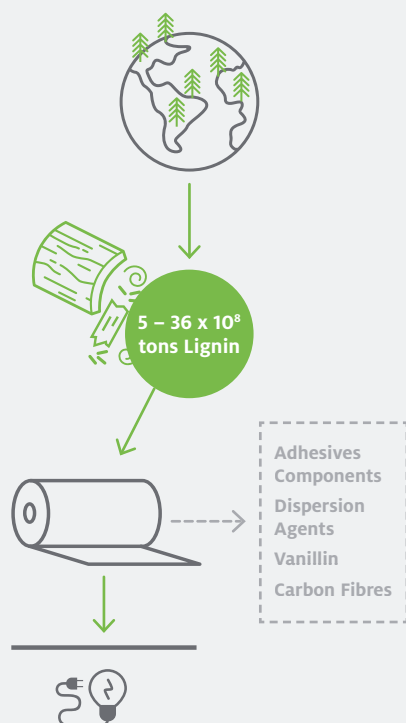 5 – 36 x 10⁸
tons Lignin
Adhesives
Components
Dispersion
Agents
Vanillin
Carbon Fibres